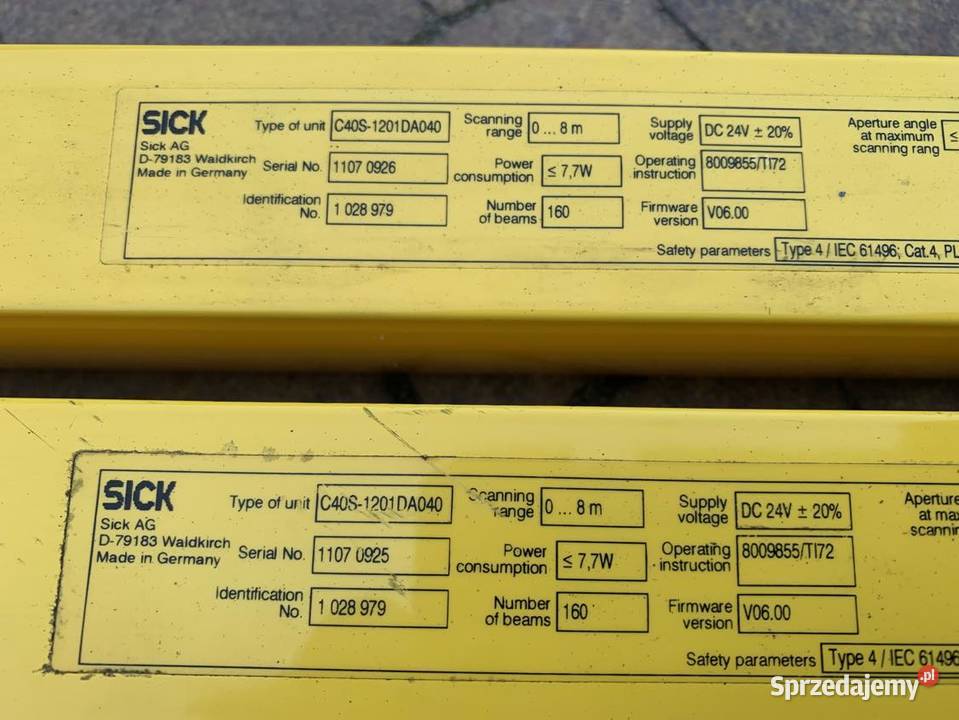 SICK
Sick AG
D-79183 Waldkirch
Made in Germany
Type of unit C40S-1201DA040
Serial No. 1107 0926
Identification No. 1 028 979
Scanning range 0 ... 8 m
Power consumption ≤ 7,7W
Number of beams 160
Supply voltage DC 24V ± 20%
Operating instruction 8009855/TI72
Firmware version V06.00
Aperture angle at maximum scanning rang ≤
Safety parameters Type 4 / IEC 61496; Cat.4, PL
SICK
Sick AG
D-79183 Waldkirch
Made in Germany
Type of unit C40S-1201DA040
Serial No. 1107 0925
Identification No. 1 028 979
Scanning range 0 ... 8 m
Power consumption ≤ 7,7W
Number of beams 160
Supply voltage DC 24V ± 20%
Operating instruction 8009855/TI72
Firmware version V06.00
Aperture
at max
scannin
Safety parameters Type 4 / IEC 61496
Sprzedajemy.pl